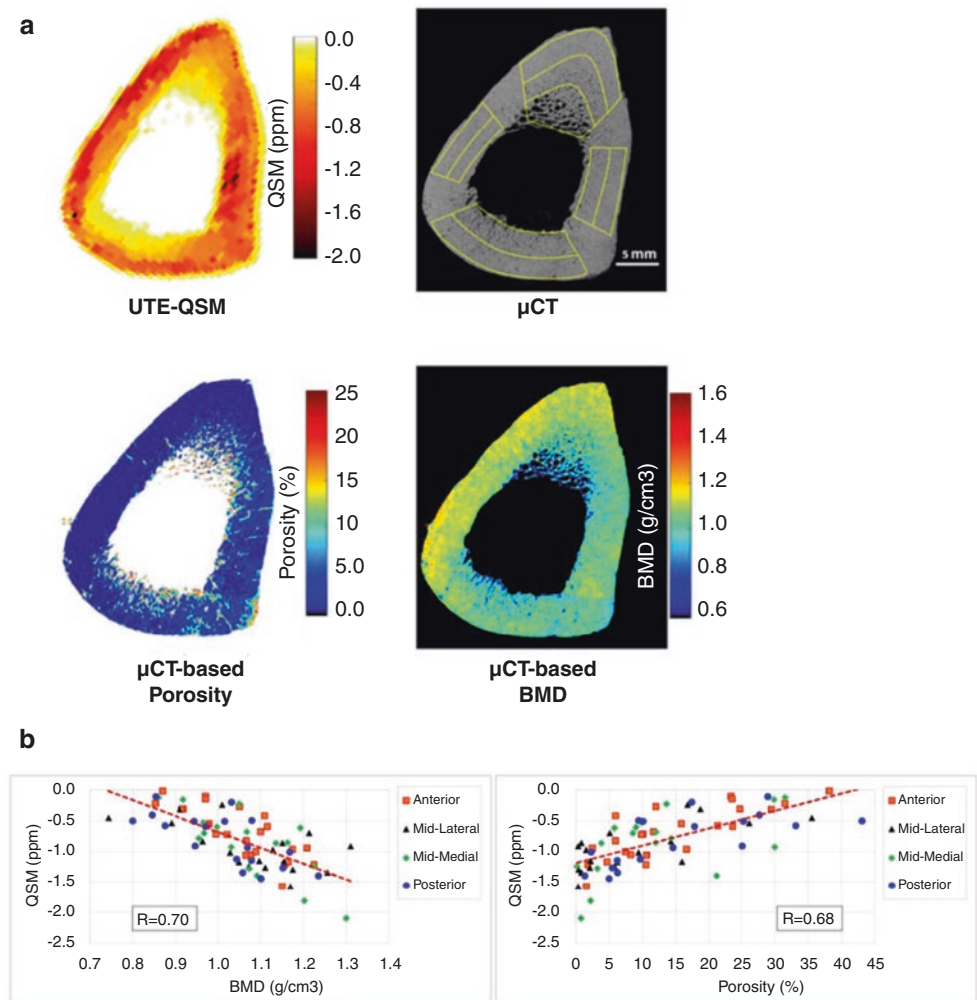 a
0.0
-0.4
-0.8
-1.2
-1.6
-2.0
QSM (ppm)
UTE-QSM
5 mm
µCT
25
20
15
10
5.0
0.0
Porosity (%)
µCT-based
Porosity
1.6
1.4
1.2
1.0
0.8
0.6
BMD (g/cm3)
µCT-based
BMD
b
0.0
-0.5
-1.0
-1.5
-2.0
-2.5
QSM (ppm)
R=0.70
0.7 0.8 0.9 1.0 1.1 1.2 1.3 1.4
BMD (g/cm3)
Anterior
Mid-Lateral
Mid-Medial
Posterior
0.0
-0.5
-1.0
-1.5
-2.0
-2.5
QSM (ppm)
R=0.68
0 5 10 15 20 25 30 35 40 45
Porosity (%)
Anterior
Mid-Lateral
Mid-Medial
Posterior